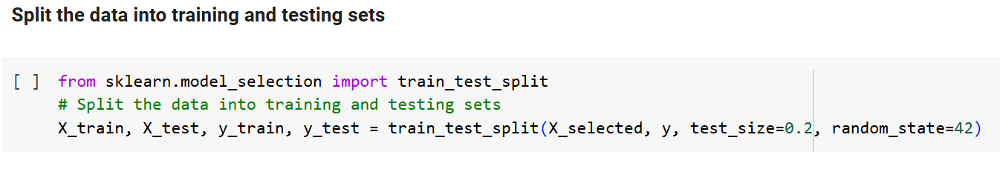 Split the data into training and testing sets
[ ] from sklearn.model_selection import train_test_split
# Split the data into training and testing sets
X_train, X_test, y_train, y_test = train_test_split(X_selected, y, test_size=0.2, random_state=42)